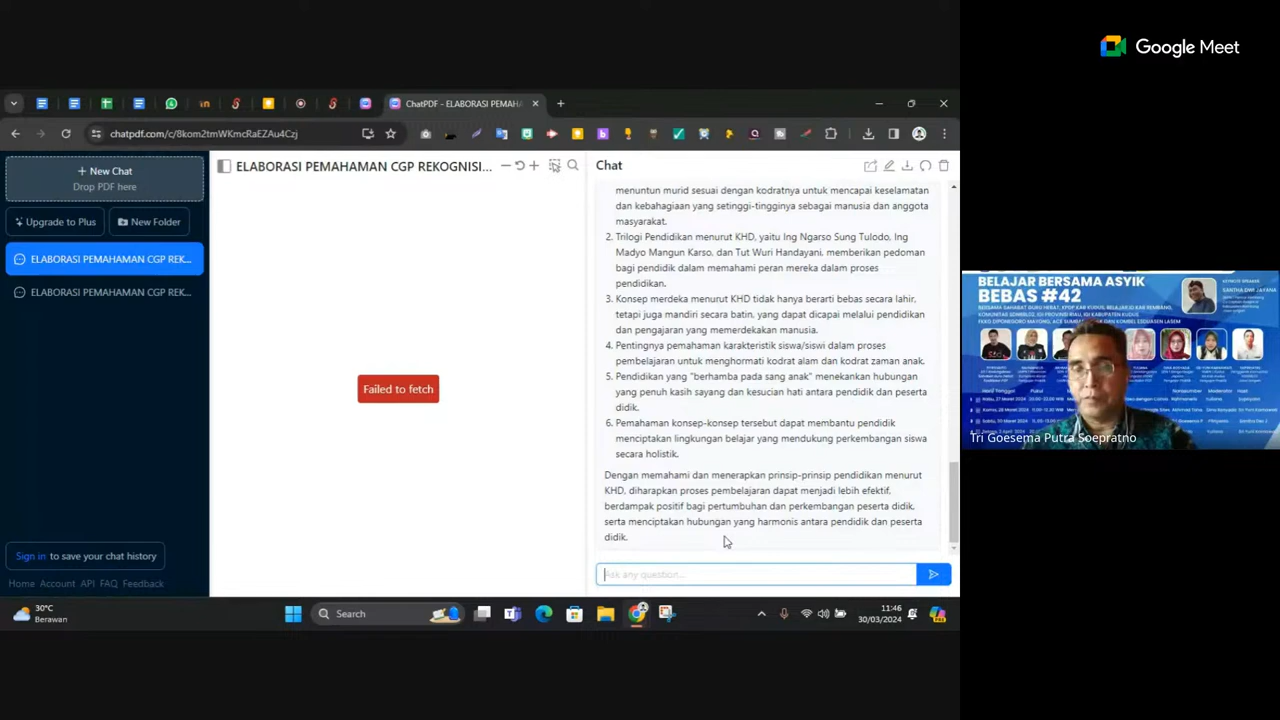 Google Meet
ChatPDF - ELABORASI PEMAHA
chatpdf.com/c/8kom2tmWKmcRaEZAu4Czj
+ New Chat
Drop PDF here
Upgrade to Plus
New Folder
ELABORASI PEMAHAMAN CGP REK...
ELABORASI PEMAHAMAN CGP REK...
Sign in to save your chat history
Home Account API FAQ Feedback
ELABORASI PEMAHAMAN CGP REKOGNISI...
Failed to fetch
Chat
menuntun murid sesuai dengan kodratnya untuk mencapai keselamatan
dan kebahagiaan yang setinggi-tingginya sebagai manusia dan anggota
masyarakat.
2. Trilogi Pendidikan menurut KHD, yaitu Ing Ngarso Sung Tulodo, Ing
Madyo Mangun Karso, dan Tut Wuri Handayani, memberikan pedoman
bagi pendidik dalam memahami peran mereka dalam proses
pendidikan.
3. Konsep merdeka menurut KHD tidak hanya berarti bebas secara lahir,
tetapi juga mandiri secara batin, yang dapat dicapai melalui pendidikan
dan pengajaran yang memerdekakan manusia.
4. Pentingnya pemahaman karakteristik siswa/siswi dalam proses
pembelajaran untuk menghormati kodrat alam dan kodrat zaman anak.
5. Pendidikan yang "berhamba pada sang anak" menekankan hubungan
yang penuh kasih sayang dan kesucian hati antara pendidik dan peserta
didik.
6. Pemahaman konsep-konsep tersebut dapat membantu pendidik
menciptakan lingkungan belajar yang mendukung perkembangan siswa
secara holistik.
Dengan memahami dan menerapkan prinsip-prinsip pendidikan menurut
KHD, diharapkan proses pembelajaran dapat menjadi lebih efektif,
berdampak positif bagi pertumbuhan dan perkembangan peserta didik,
serta menciptakan hubungan yang harmonis antara pendidik dan peserta
didik.
Ask any question...
30°C
Berawan
Search
11:46
30/03/2024
BELAJAR BERSAMA ASYIK
BEBAS #42
Tri Goesema Putra Soepratno